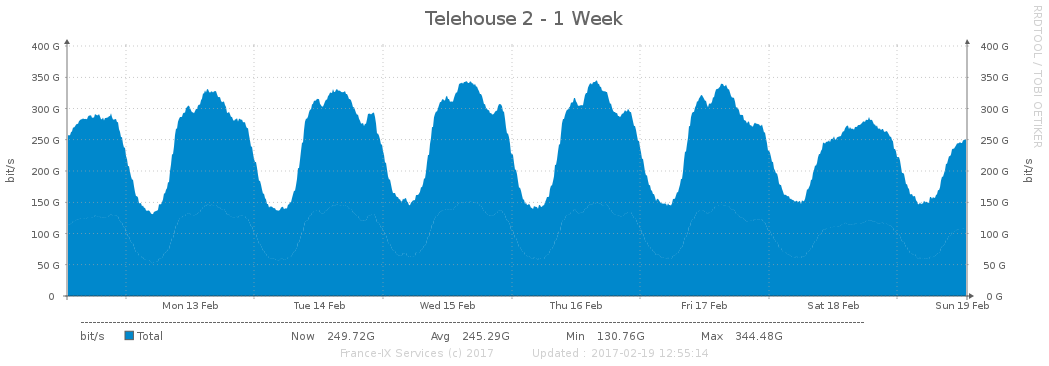 Telehouse 2 - 1 Week
RRDTOOL / TOBI OETIKER
400 G 400 G
350 G 350 G
300 G 300 G
250 G 250 G
200 G 200 G
150 G 150 G
100 G 100 G
50 G 50 G
0 0 G
bit/s
bit/s
Mon 13 Feb Tue 14 Feb Wed 15 Feb Thu 16 Feb Fri 17 Feb Sat 18 Feb Sun 19 Feb
bit/s Total Now 249.72G Avg 245.29G Min 130.76G Max 344.48G
France-IX Services (c) 2017 Updated : 2017-02-19 12:55:14